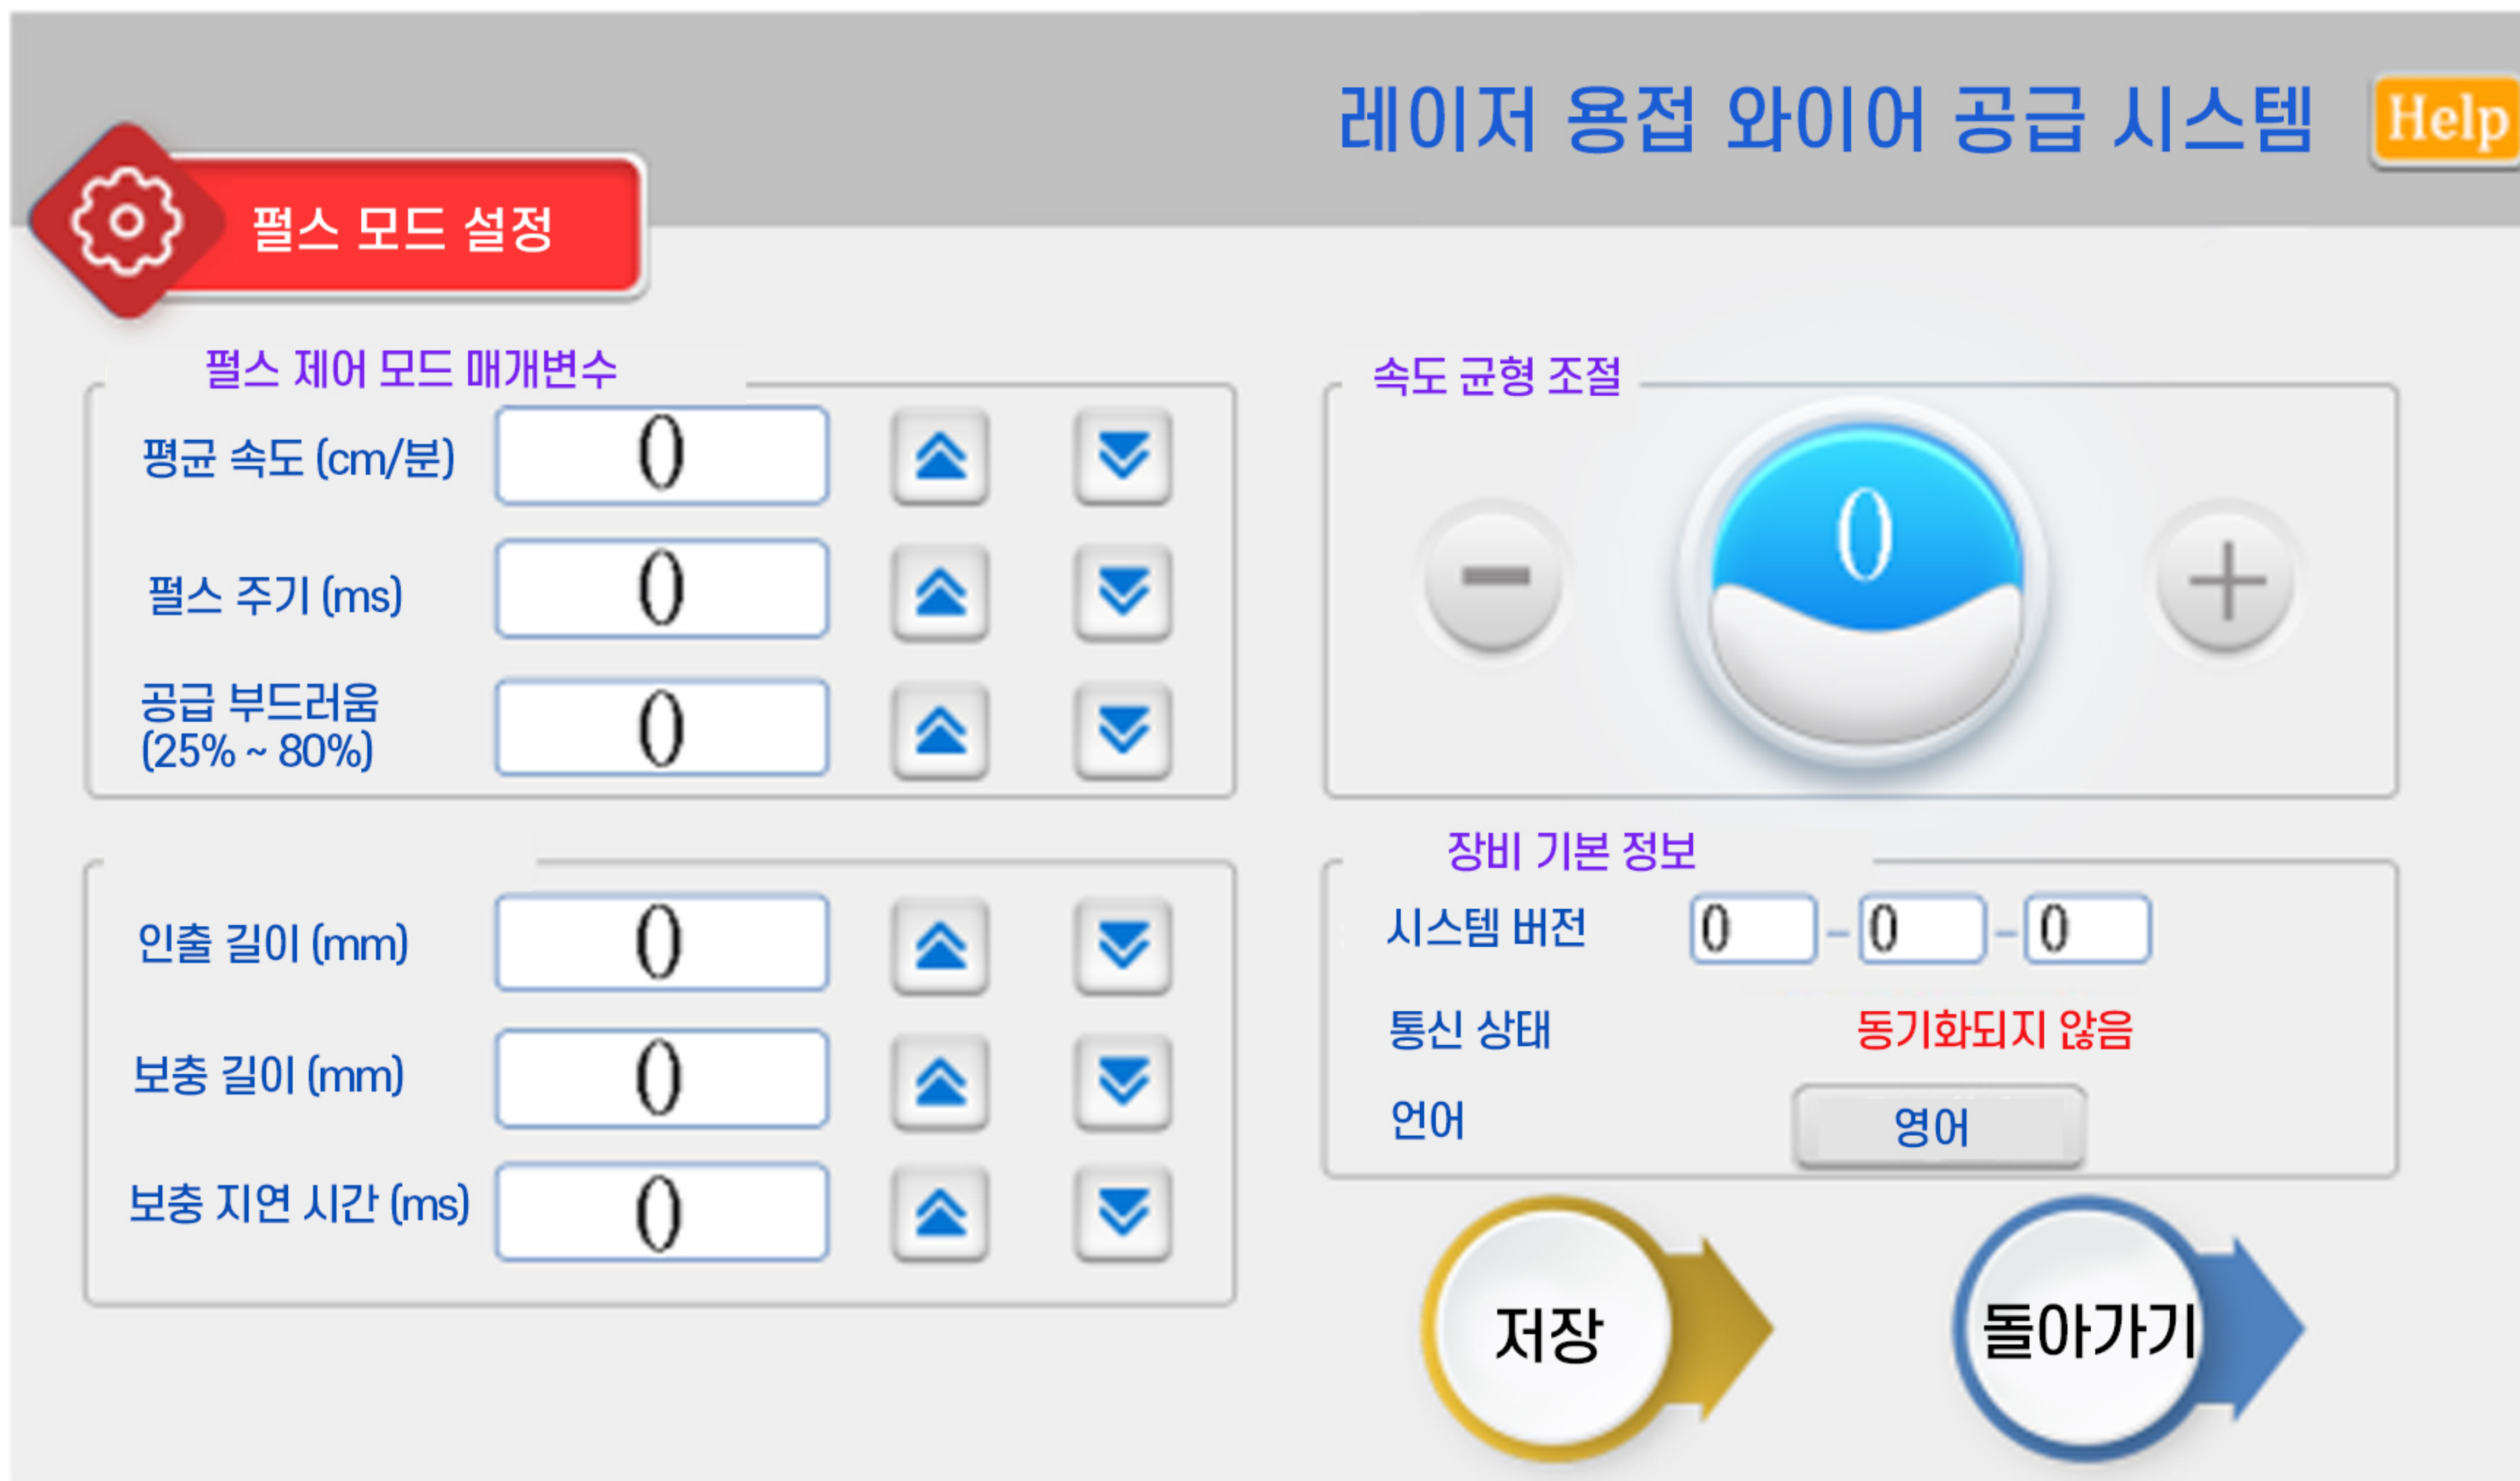 레이저 용접 와이어 공급 시스템
Help
펄스 모드 설정
펄스 제어 모드 매개변수
평균 속도 (cm/분)
0
펄스 주기 (ms)
0
공급 부드러움
(25% ~ 80%)
0
속도 균형 조절
0
인출 길이 (mm)
0
보충 길이 (mm)
0
보충 지연 시간 (ms)
0
장비 기본 정보
시스템 버전 0 - 0 - 0
통신 상태 동기화되지 않음
언어 영어
저장
돌아가기